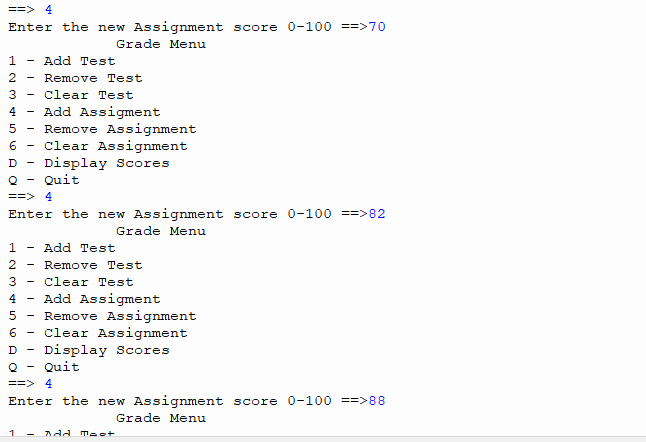 ==> 4
Enter the new Assignment score 0-100 ==>70
Grade Menu
1 - Add Test
2 - Remove Test
3 - Clear Test
4 - Add Assigment
5 - Remove Assignment
6 - Clear Assignment
D - Display Scores
Q - Quit
==> 4
Enter the new Assignment score 0-100 ==>82
Grade Menu
1 - Add Test
2 - Remove Test
3 - Clear Test
4 - Add Assigment
5 - Remove Assignment
6 - Clear Assignment
D - Display Scores
Q - Quit
==> 4
Enter the new Assignment score 0-100 ==>88
Grade Menu
1 - Add Test